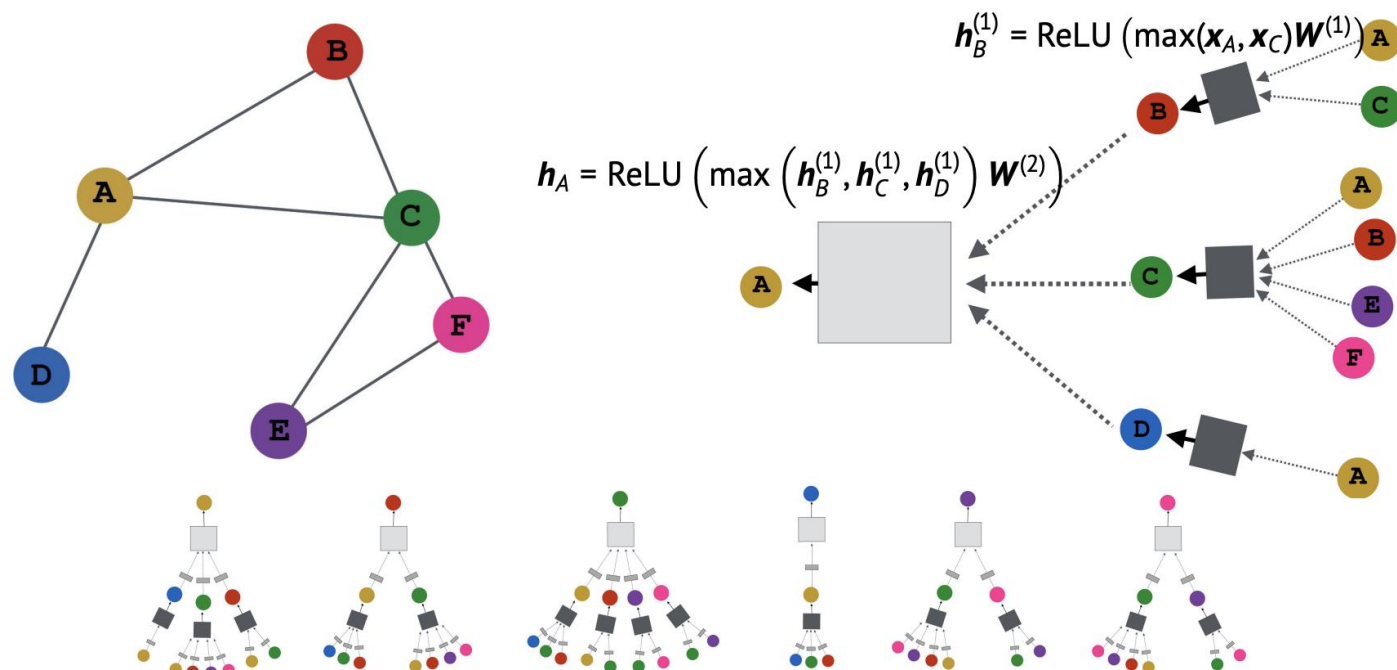 B
A
C
F
D
E
h_B^{(1)} = ReLU (max(x_A, x_C)W^{(1)})
A
B
C
h_A = ReLU (max (h_B^{(1)}, h_C^{(1)}, h_D^{(1)}) W^{(2)})
A
B
A
C
E
F
D
A